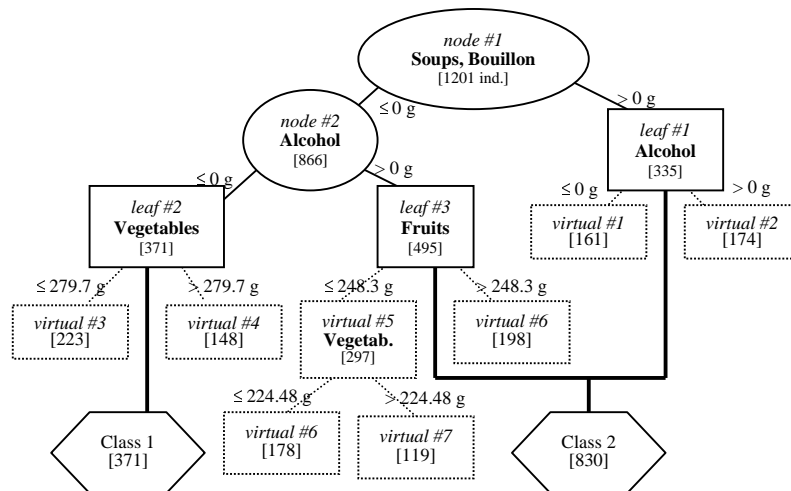 node #1
Soups, Bouillon
[1201 ind.]
≤ 0 g
> 0 g
node #2
Alcohol
[866]
leaf #1
Alcohol
[335]
≤ 0 g
> 0 g
≤ 0 g
> 0 g
leaf #2
Vegetables
[371]
leaf #3
Fruits
[495]
virtual #1
[161]
virtual #2
[174]
≤ 279.7 g
> 279.7 g
≤ 248.3 g
> 248.3 g
virtual #3
[223]
virtual #4
[148]
virtual #5
Vegetab.
[297]
virtual #6
[198]
≤ 224.48 g
> 224.48 g
virtual #6
[178]
virtual #7
[119]
Class 1
[371]
Class 2
[830]